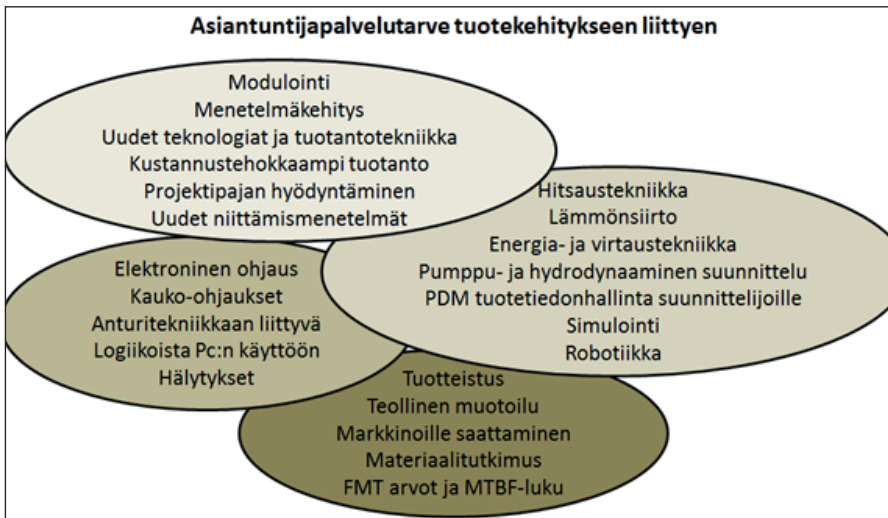 Asiantuntijapalvelutarve tuotekehitykseen liittyen
Modulointi
Menetelmäkehitys
Uudet teknologiat ja tuotantotekniikka
Kustannustehokkaampi tuotanto
Projektipajan hyödyntäminen
Uudet niittämismenetelmät
Hitsaustekniikka
Lämmönsiirto
Energia- ja virtaustekniikka
Pumppu- ja hydrodynaaminen suunnittelu
PDM tuotetiedonhallinta suunnittelijoille
Simulointi
Robotiikka
Elektroninen ohjaus
Kauko-ohjaukset
Anturitekniikkaan liittyvä
Logiikoista Pc:n käyttöön
Hälytykset
Tuotteistus
Teollinen muotoilu
Markkinoille saattaminen
Materiaalitutkimus
FMT arvot ja MTBF-luku